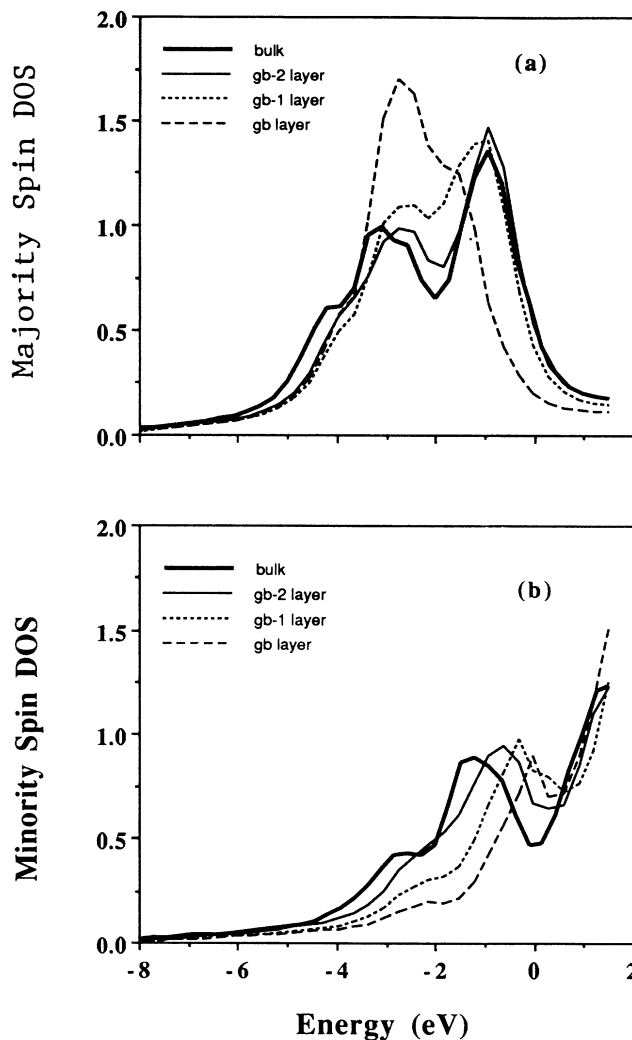 Majority Spin DOS
2.0
1.5
1.0
0.5
0.0
bulk
gb-2 layer
gb-1 layer
gb layer
(a)
Minority Spin DOS
2.0
1.5
1.0
0.5
0.0
bulk
gb-2 layer
gb-1 layer
gb layer
(b)
-8 -6 -4 -2 0 2
Energy (eV)